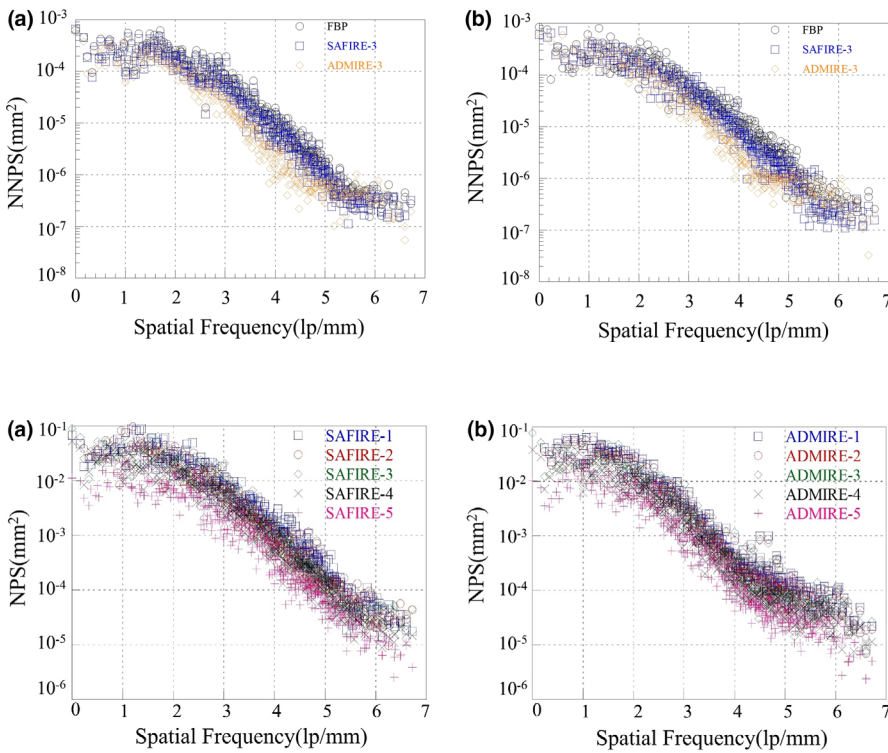 (a)
FBP
SAFIRE-3
ADMIRE-3
NNPS(mm²)
10⁻³
10⁻⁴
10⁻⁵
10⁻⁶
10⁻⁷
10⁻⁸
0 1 2 3 4 5 6 7
Spatial Frequency(lp/mm)
(b)
FBP
SAFIRE-3
ADMIRE-3
NNPS(mm²)
10⁻³
10⁻⁴
10⁻⁵
10⁻⁶
10⁻⁷
10⁻⁸
0 1 2 3 4 5 6 7
Spatial Frequency(lp/mm)
(a)
SAFIRE-1
SAFIRE-2
SAFIRE-3
SAFIRE-4
SAFIRE-5
NPS(mm²)
10⁻¹
10⁻²
10⁻³
10⁻⁴
10⁻⁵
10⁻⁶
0 1 2 3 4 5 6 7
Spatial Frequency(lp/mm)
(b)
ADMIRE-1
ADMIRE-2
ADMIRE-3
ADMIRE-4
ADMIRE-5
NPS(mm²)
10⁻¹
10⁻²
10⁻³
10⁻⁴
10⁻⁵
10⁻⁶
0 1 2 3 4 5 6 7
Spatial Frequency(lp/mm)